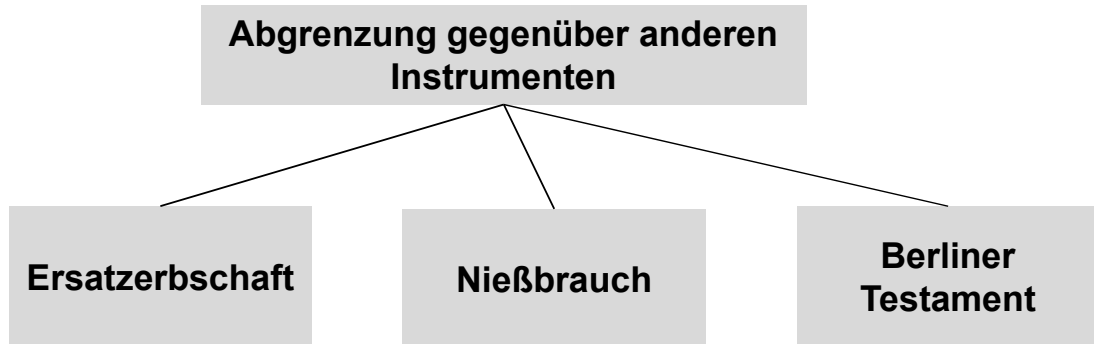 Abgrenzung gegenüber anderen
Instrumenten
Ersatzerbschaft
Nießbrauch
Berliner
Testament